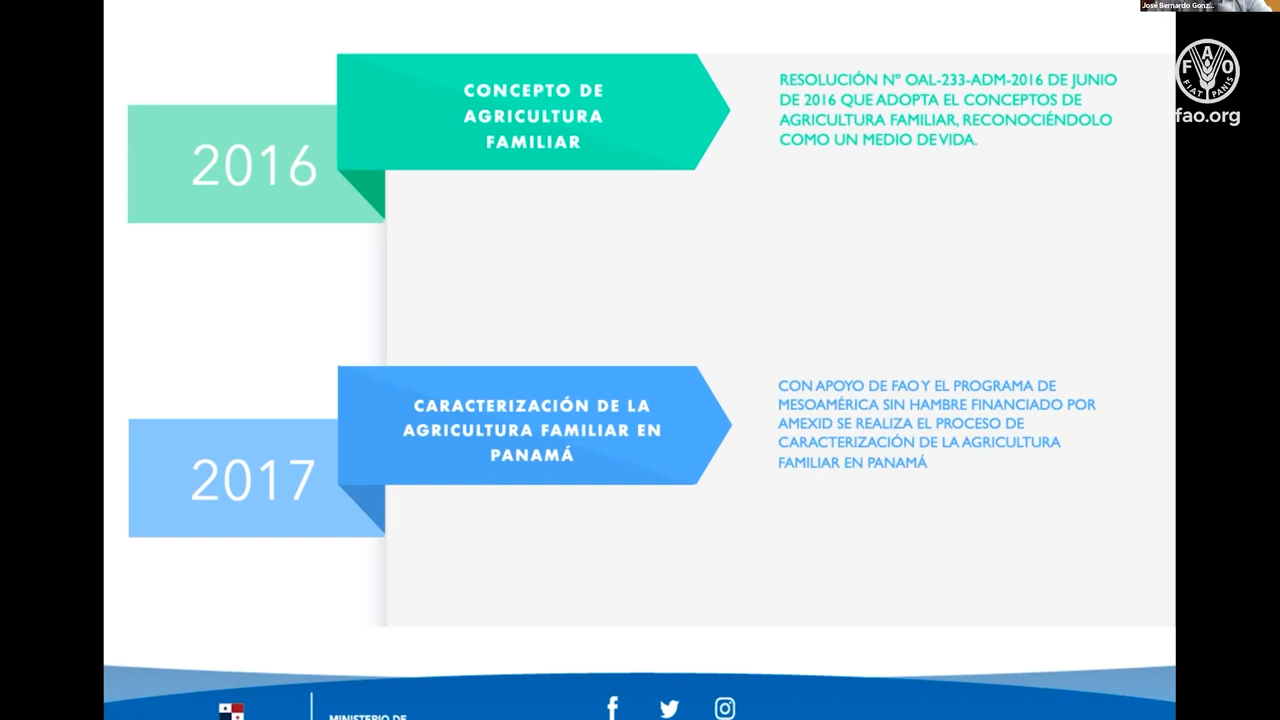 José Bernardo Gonz...
FAO
FIAT PANIS
fao.org
2016
CONCEPTO DE
AGRICULTURA
FAMILIAR
RESOLUCIÓN N° OAL-233-ADM-2016 DE JUNIO
DE 2016 QUE ADOPTA EL CONCEPTOS DE
AGRICULTURA FAMILIAR, RECONOCIÉNDOLO
COMO UN MEDIO DE VIDA.
2017
CARACTERIZACIÓN DE LA
AGRICULTURA FAMILIAR EN
PANAMÁ
CON APOYO DE FAO Y EL PROGRAMA DE
MESOAMÉRICA SIN HAMBRE FINANCIADO POR
AMEXID SE REALIZA EL PROCESO DE
CARACTERIZACIÓN DE LA AGRICULTURA
FAMILIAR EN PANAMÁ
MINISTERIO DE